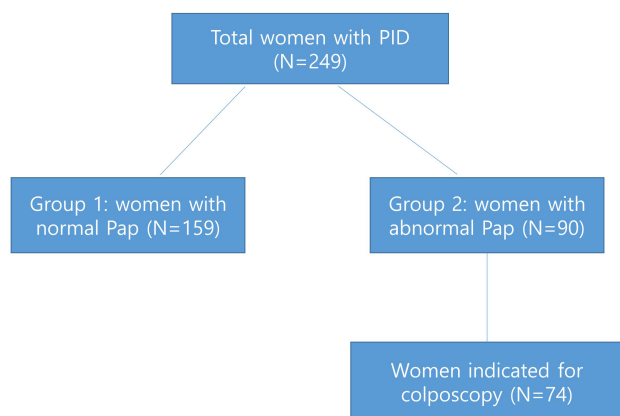 Total women with PID
(N=249)
Group 1: women with
normal Pap (N=159)
Group 2: women with
abnormal Pap (N=90)
Women indicated for
colposcopy (N=74)